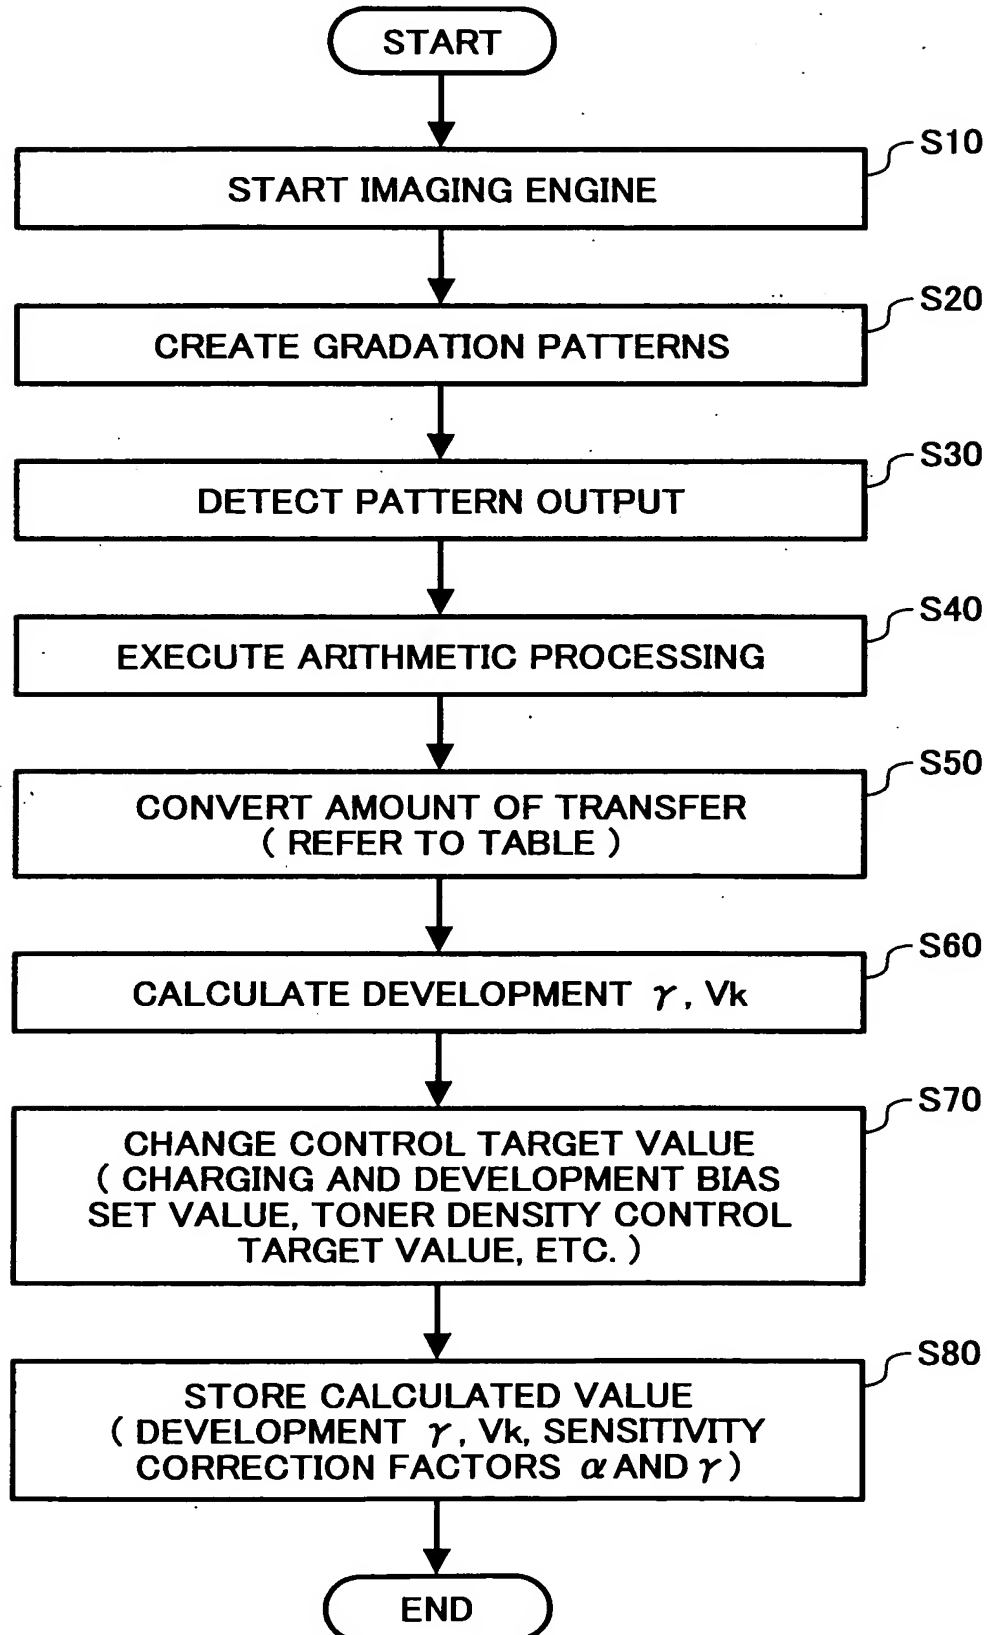 START
S10
START IMAGING ENGINE
S20
CREATE GRADATION PATTERNS
S30
DETECT PATTERN OUTPUT
S40
EXECUTE ARITHMETIC PROCESSING
S50
CONVERT AMOUNT OF TRANSFER
( REFER TO TABLE )
S60
CALCULATE DEVELOPMENT γ, Vk
S70
CHANGE CONTROL TARGET VALUE
( CHARGING AND DEVELOPMENT BIAS
SET VALUE, TONER DENSITY CONTROL
TARGET VALUE, ETC. )
S80
STORE CALCULATED VALUE
( DEVELOPMENT γ, Vk, SENSITIVITY
CORRECTION FACTORS α AND γ )
END